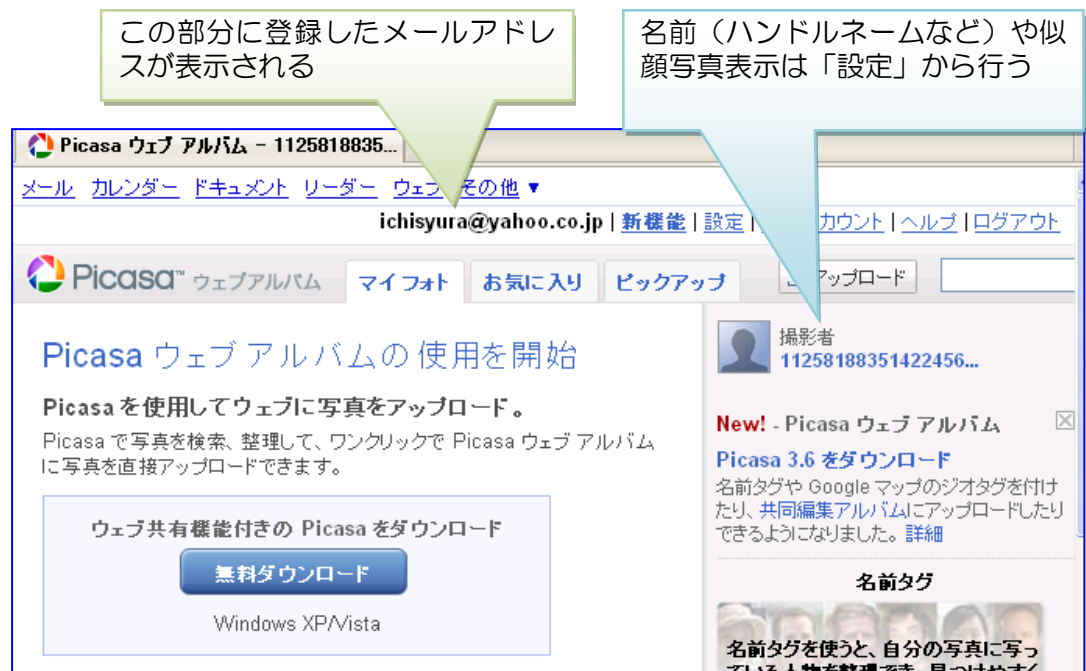 この部分に登録したメールアドレ
スが表示される
名前（ハンドルネームなど）や似
顔写真表示は「設定」から行う
Picasa ウェブ アルバム - 1125818835...
メール カレンダー ドキュメント リーダー ウェブ その他 ▼
ichisyura@yahoo.co.jp | 新機能 | 設定 | カウント | ヘルプ | ログアウト
Picasa™ ウェブアルバム マイフォト お気に入り ピックアップ アップロード
Picasa ウェブ アルバムの使用を開始
Picasa を使用してウェブに写真をアップロード。
Picasa で写真を検索、整理して、ワンクリックで Picasa ウェブ アルバム
に写真を直接アップロードできます。
ウェブ共有機能付きの Picasa をダウンロード
無料ダウンロード
Windows XP/Vista
撮影者
11258188351422456...
New! - Picasa ウェブ アルバム
Picasa 3.6 をダウンロード
名前タグや Google マップのジオタグを付け
たり、共同編集アルバムにアップロードしたり
できるようになりました。詳細
名前タグ
名前タグを使うと、自分の写真に写っ